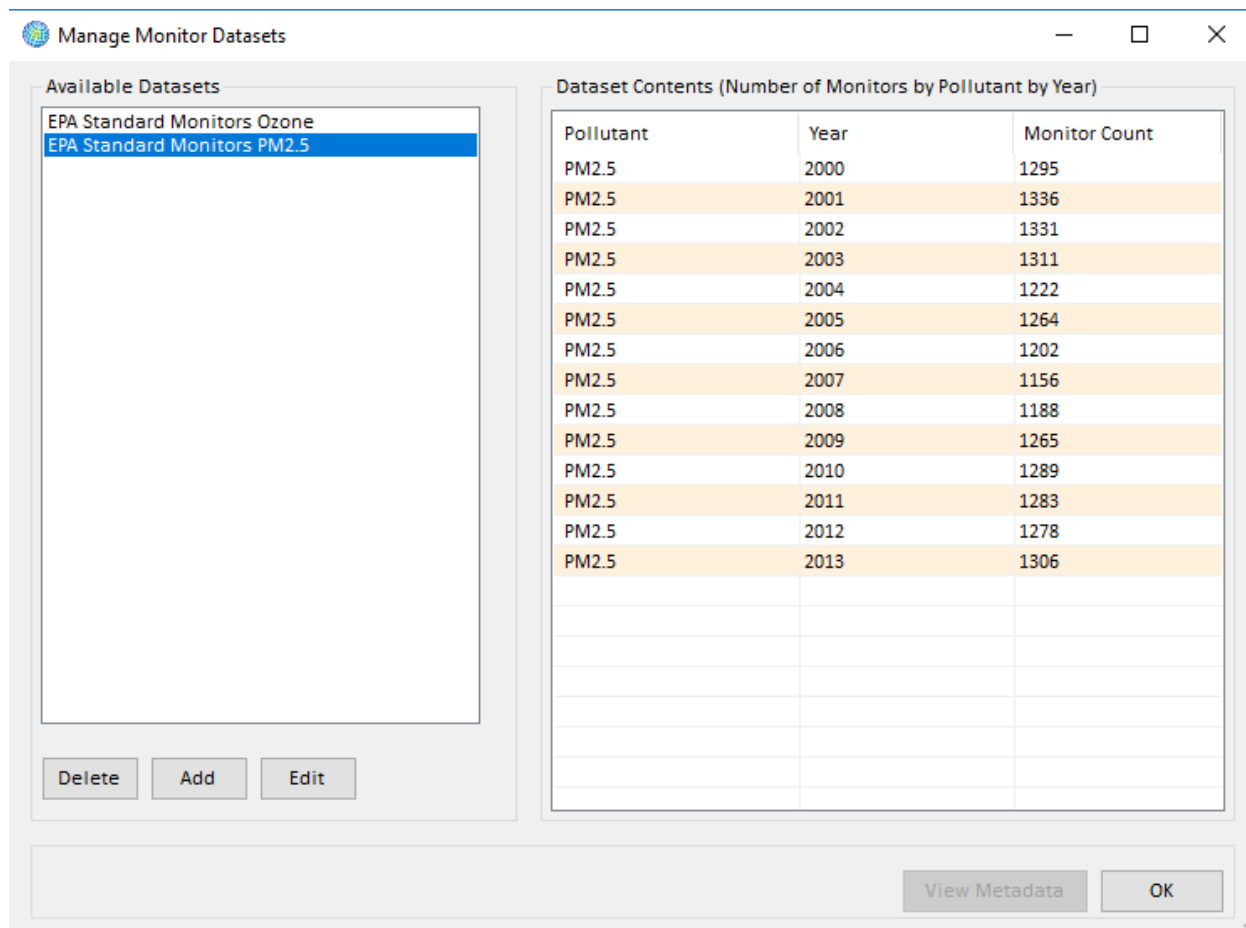 Manage Monitor Datasets
Available Datasets
EPA Standard Monitors Ozone
EPA Standard Monitors PM2.5
Delete Add Edit
Dataset Contents (Number of Monitors by Pollutant by Year)
Pollutant Year Monitor Count
PM2.5 2000 1295
PM2.5 2001 1336
PM2.5 2002 1331
PM2.5 2003 1311
PM2.5 2004 1222
PM2.5 2005 1264
PM2.5 2006 1202
PM2.5 2007 1156
PM2.5 2008 1188
PM2.5 2009 1265
PM2.5 2010 1289
PM2.5 2011 1283
PM2.5 2012 1278
PM2.5 2013 1306
View Metadata OK